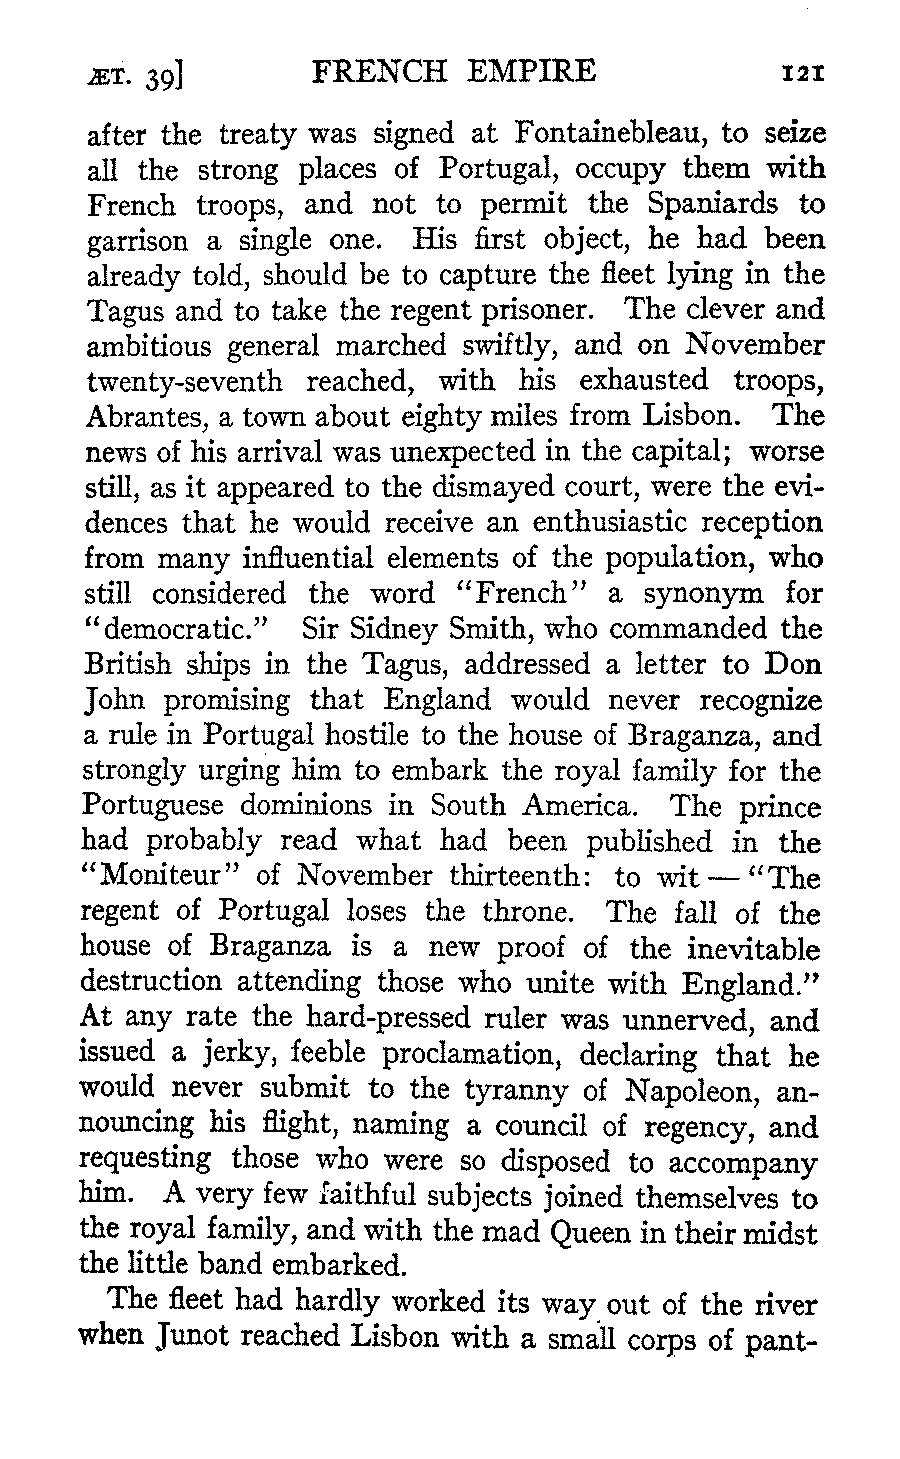 ÆT. 39] FRENCH EMPIRE 121
after the treaty was signed at Fontainebleau, to seize
all the strong places of Portugal, occupy them with
French troops, and not to permit the Spaniards to
garrison a single one. His first object, he had been
already told, should be to capture the fleet lying in the
Tagus and to take the regent prisoner. The clever and
ambitious general marched swiftly, and on November
twenty-seventh reached, with his exhausted troops,
Abrantes, a town about eighty miles from Lisbon. The
news of his arrival was unexpected in the capital; worse
still, as it appeared to the dismayed court, were the evi-
dences that he would receive an enthusiastic reception
from many influential elements of the population, who
still considered the word "French" a synonym for
"democratic." Sir Sidney Smith, who commanded the
British ships in the Tagus, addressed a letter to Don
John promising that England would never recognize
a rule in Portugal hostile to the house of Braganza, and
strongly urging him to embark the royal family for the
Portuguese dominions in South America. The prince
had probably read what had been published in the
"Moniteur" of November thirteenth: to wit — "The
regent of Portugal loses the throne. The fall of the
house of Braganza is a new proof of the inevitable
destruction attending those who unite with England."
At any rate the hard-pressed ruler was unnerved, and
issued a jerky, feeble proclamation, declaring that he
would never submit to the tyranny of Napoleon, an-
nouncing his flight, naming a council of regency, and
requesting those who were so disposed to accompany
him. A very few faithful subjects joined themselves to
the royal family, and with the mad Queen in their midst
the little band embarked.
The fleet had hardly worked its way out of the river
when Junot reached Lisbon with a small corps of pant-